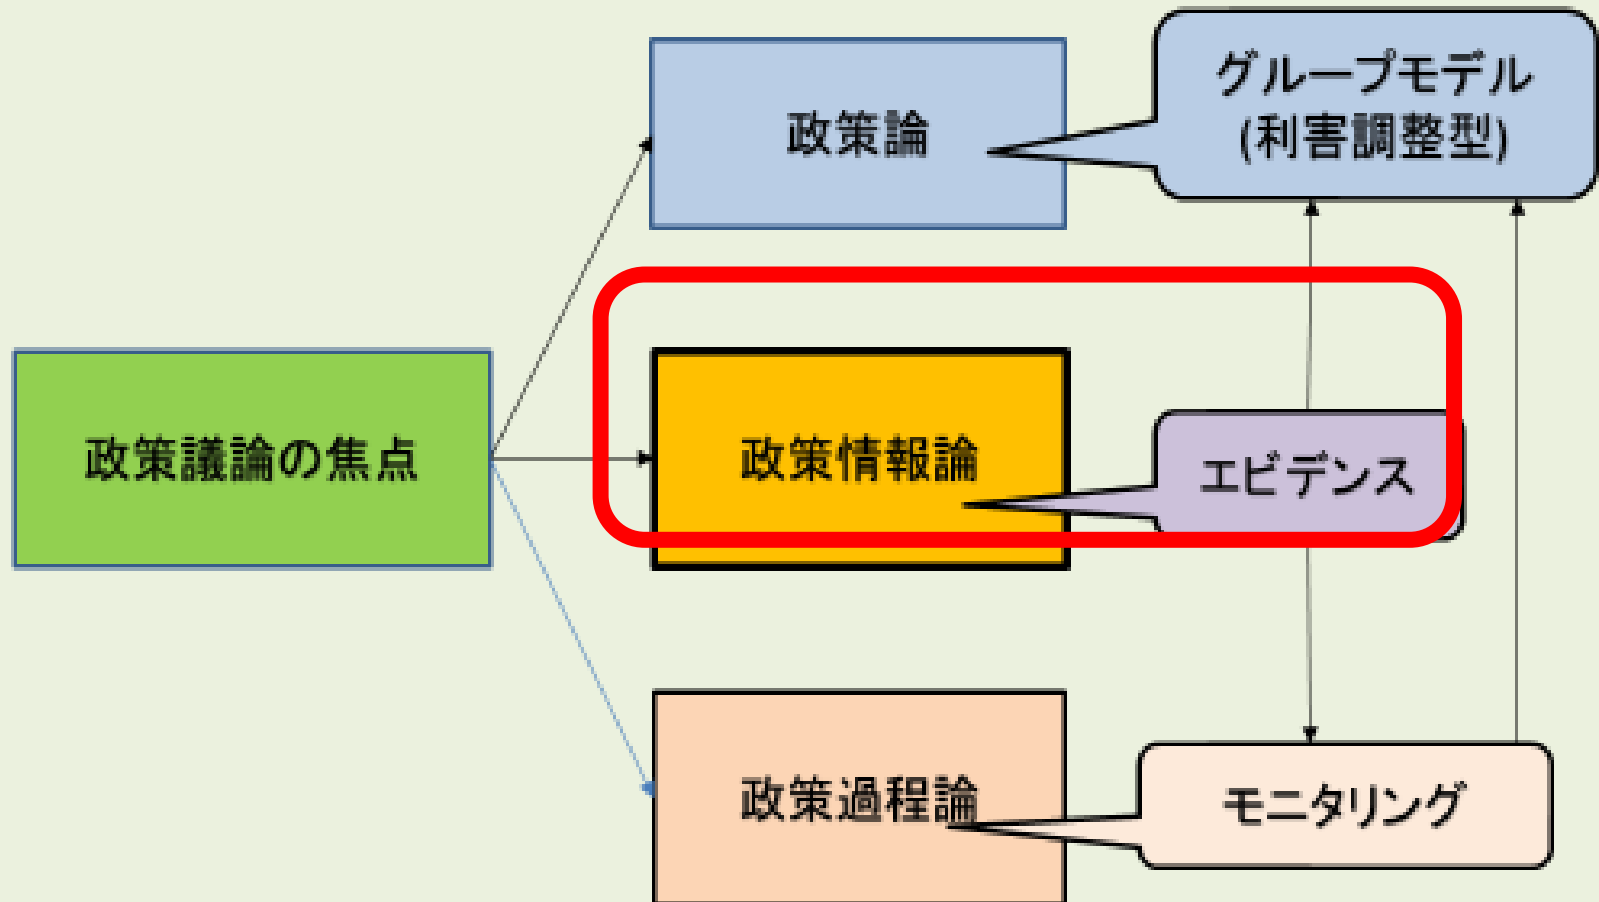 政策論
グループモデル
(利害調整型)
政策議論の焦点
政策情報論
エビデンス
政策過程論
モニタリング